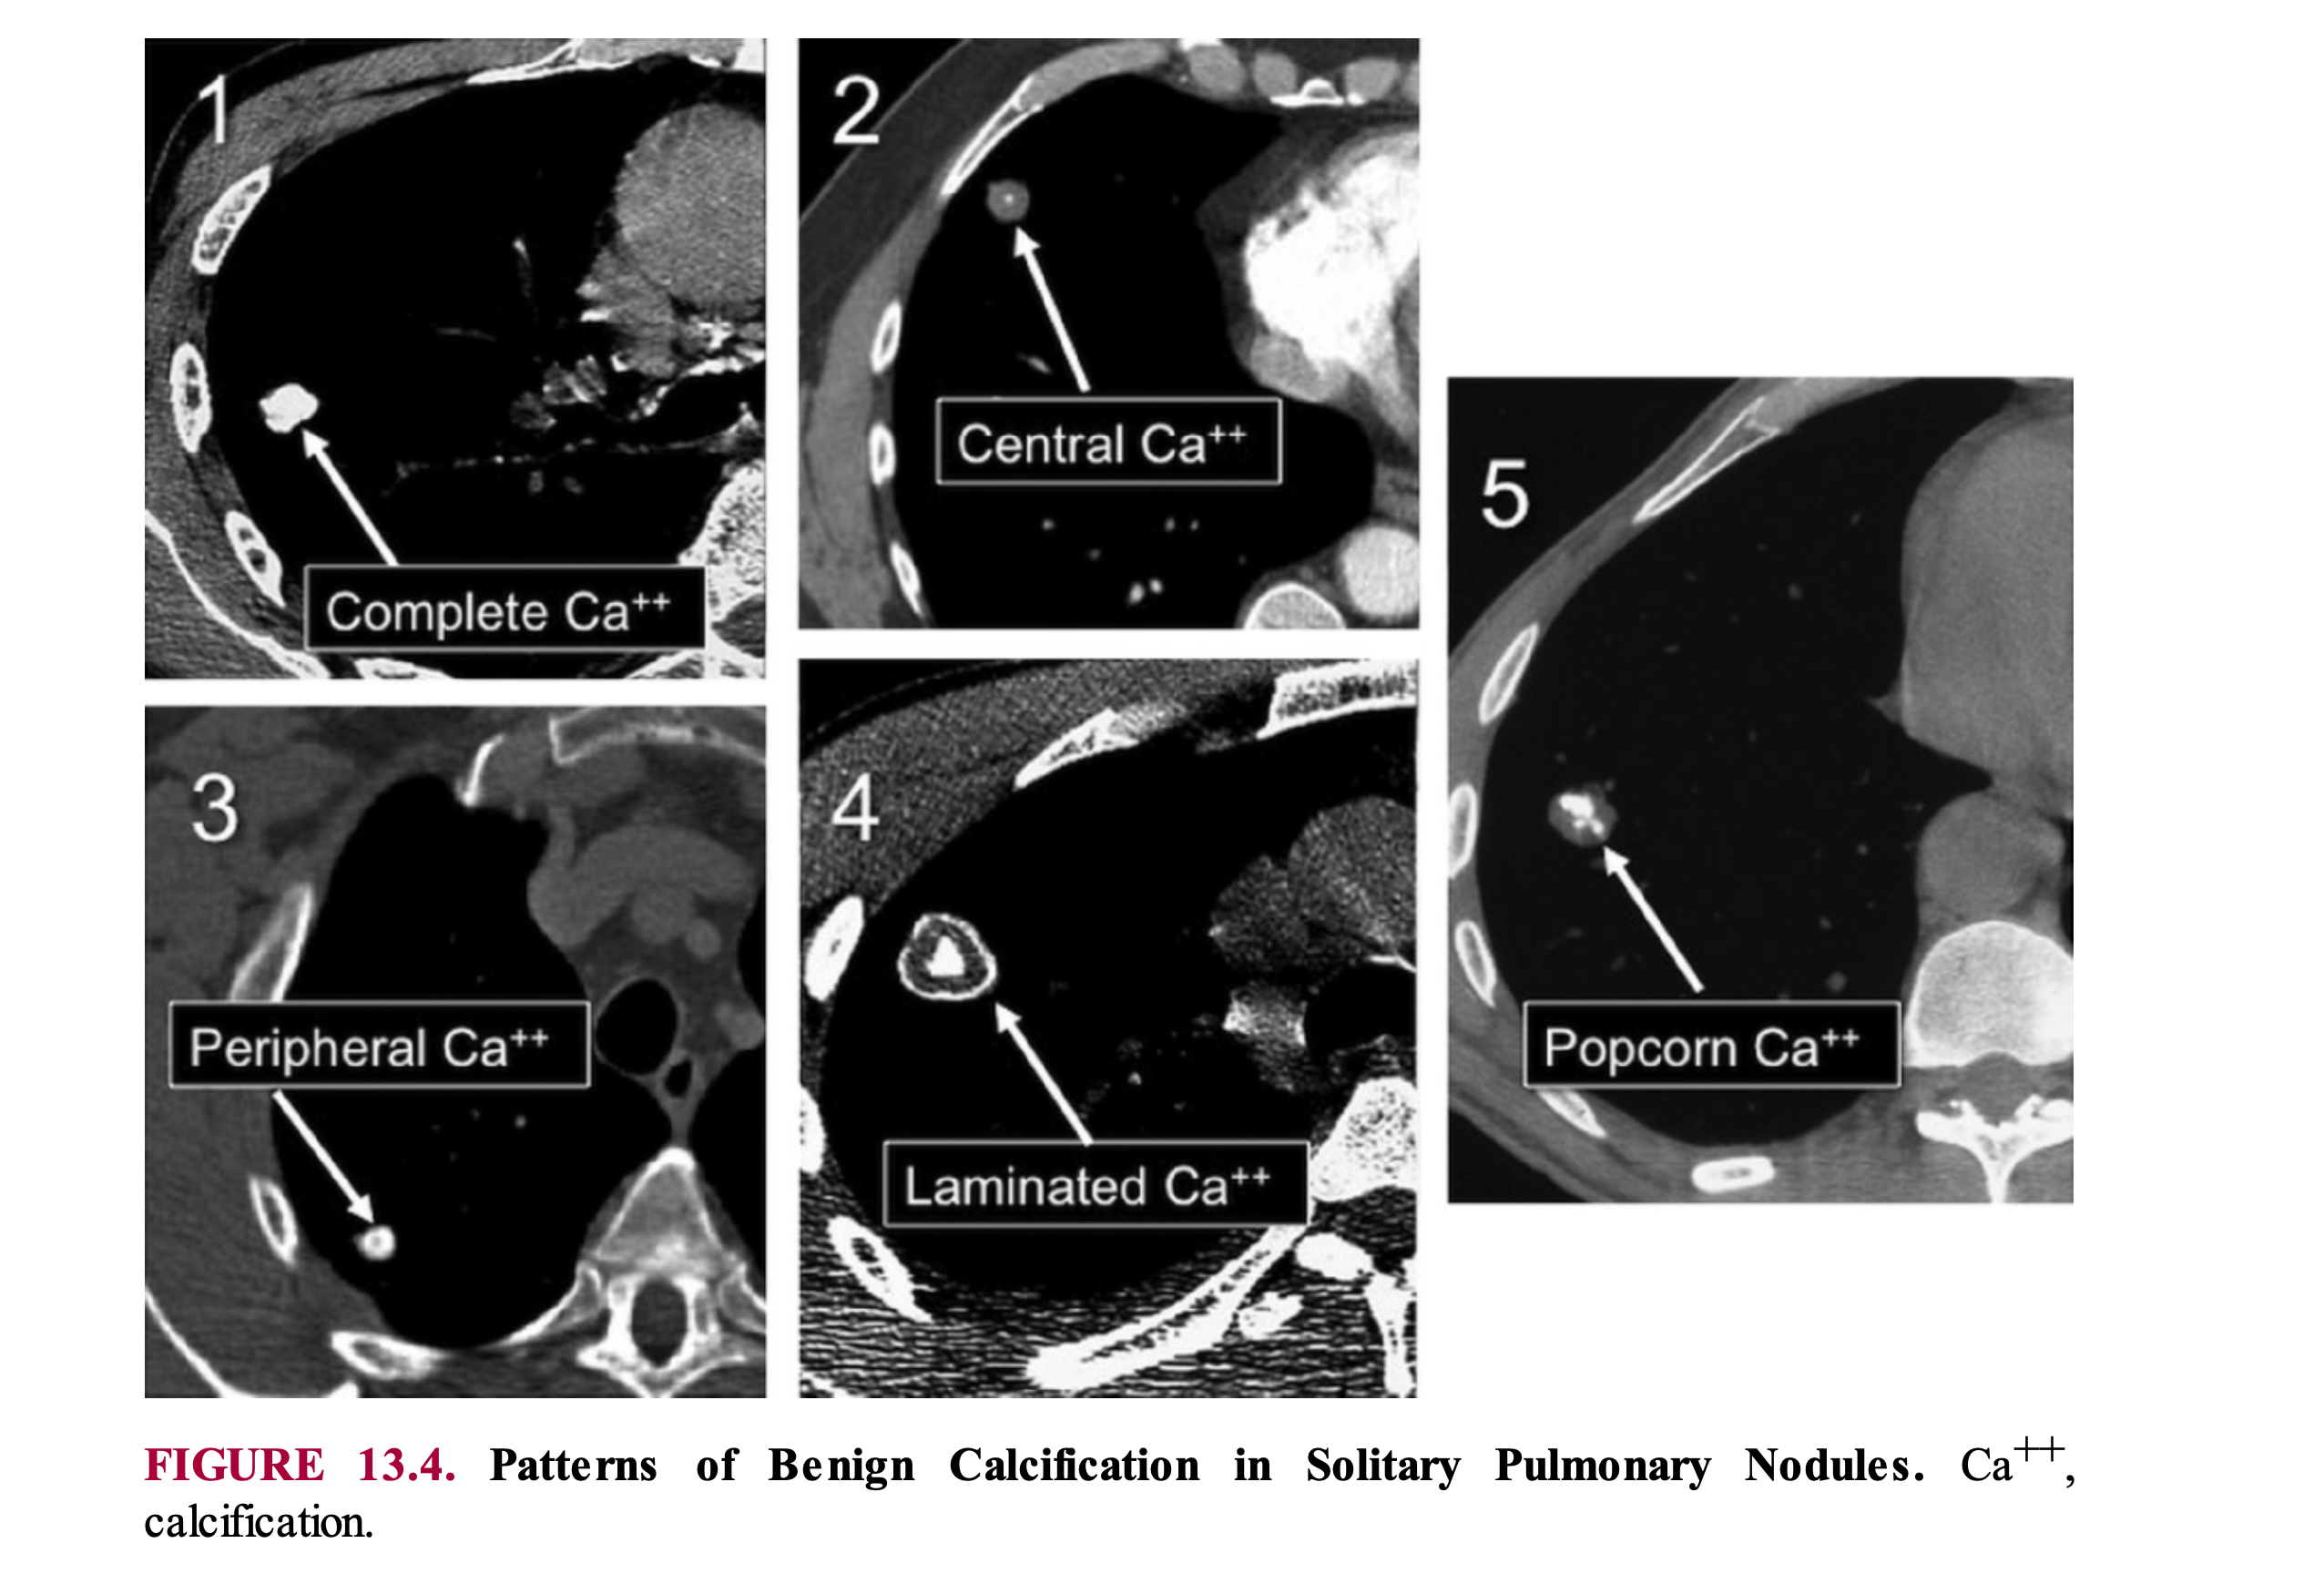 1
Complete Ca++
2
Central Ca++
3
Peripheral Ca++
4
Laminated Ca++
5
Popcorn Ca++
FIGURE 13.4. Patterns of Benign Calcification in Solitary Pulmonary Nodules. Ca++,
calcification.